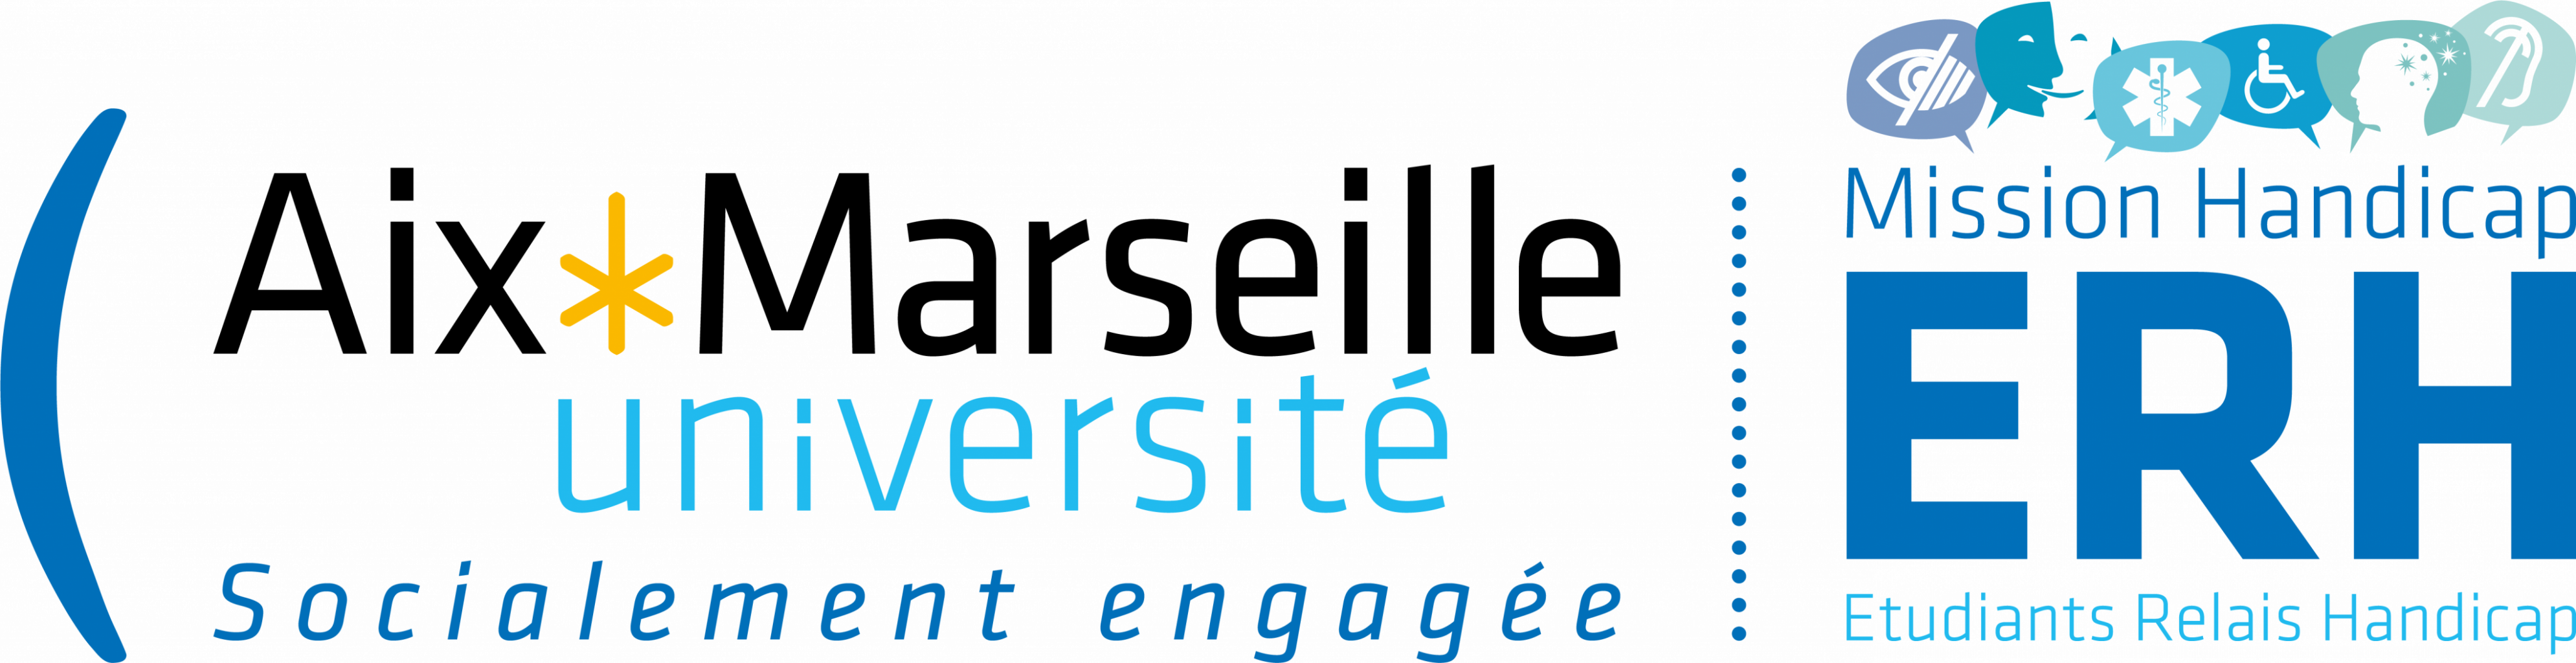 Aix*Marseille
université
Socialement engagée
Mission Handicap
ERH
Etudiants Relais Handicap